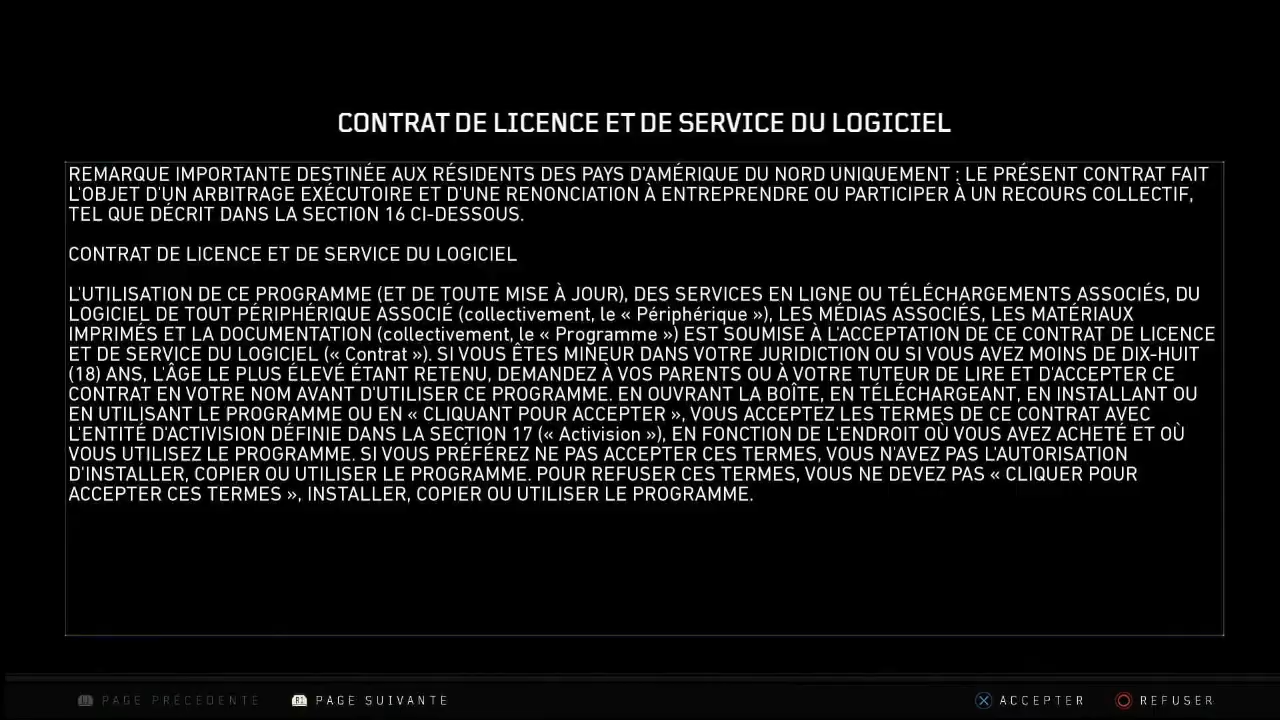 CONTRAT DE LICENCE ET DE SERVICE DU LOGICIEL
REMARQUE IMPORTANTE DESTINÉE AUX RÉSIDENTS DES PAYS D'AMÉRIQUE DU NORD UNIQUEMENT : LE PRÉSENT CONTRAT FAIT
L'OBJET D'UN ARBITRAGE EXÉCUTOIRE ET D'UNE RENONCIATION À ENTREPRENDRE OU PARTICIPER À UN RECOURS COLLECTIF,
TEL QUE DÉCRIT DANS LA SECTION 16 CI-DESSOUS.
CONTRAT DE LICENCE ET DE SERVICE DU LOGICIEL
L'UTILISATION DE CE PROGRAMME (ET DE TOUTE MISE À JOUR), DES SERVICES EN LIGNE OU TÉLÉCHARGEMENTS ASSOCIÉS, DU
LOGICIEL DE TOUT PÉRIPHÉRIQUE ASSOCIÉ (collectivement, le « Périphérique »), LES MÉDIAS ASSOCIÉS, LES MATÉRIAUX
IMPRIMÉS ET LA DOCUMENTATION (collectivement, le « Programme ») EST SOUMISE À L'ACCEPTATION DE CE CONTRAT DE LICENCE
ET DE SERVICE DU LOGICIEL (« Contrat »). SI VOUS ÊTES MINEUR DANS VOTRE JURIDICTION OU SI VOUS AVEZ MOINS DE DIX-HUIT
(18) ANS, L'ÂGE LE PLUS ÉLEVÉ ÉTANT RETENU, DEMANDEZ À VOS PARENTS OU À VOTRE TUTEUR DE LIRE ET D'ACCEPTER CE
CONTRAT EN VOTRE NOM AVANT D'UTILISER CE PROGRAMME. EN OUVRANT LA BOÎTE, EN TÉLÉCHARGEANT, EN INSTALLANT OU
EN UTILISANT LE PROGRAMME OU EN « CLIQUANT POUR ACCEPTER », VOUS ACCEPTEZ LES TERMES DE CE CONTRAT AVEC
L'ENTITÉ D'ACTIVISION DÉFINIE DANS LA SECTION 17 (« Activision »), EN FONCTION DE L'ENDROIT OÙ VOUS AVEZ ACHETÉ ET OÙ
VOUS UTILISEZ LE PROGRAMME. SI VOUS PRÉFÉREZ NE PAS ACCEPTER CES TERMES, VOUS N'AVEZ PAS L'AUTORISATION
D'INSTALLER, COPIER OU UTILISER LE PROGRAMME. POUR REFUSER CES TERMES, VOUS NE DEVEZ PAS « CLIQUER POUR
ACCEPTER CES TERMES », INSTALLER, COPIER OU UTILISER LE PROGRAMME.
L1 PAGE PRÉCÉDENTE R1 PAGE SUIVANTE ACCEPTER REFUSER